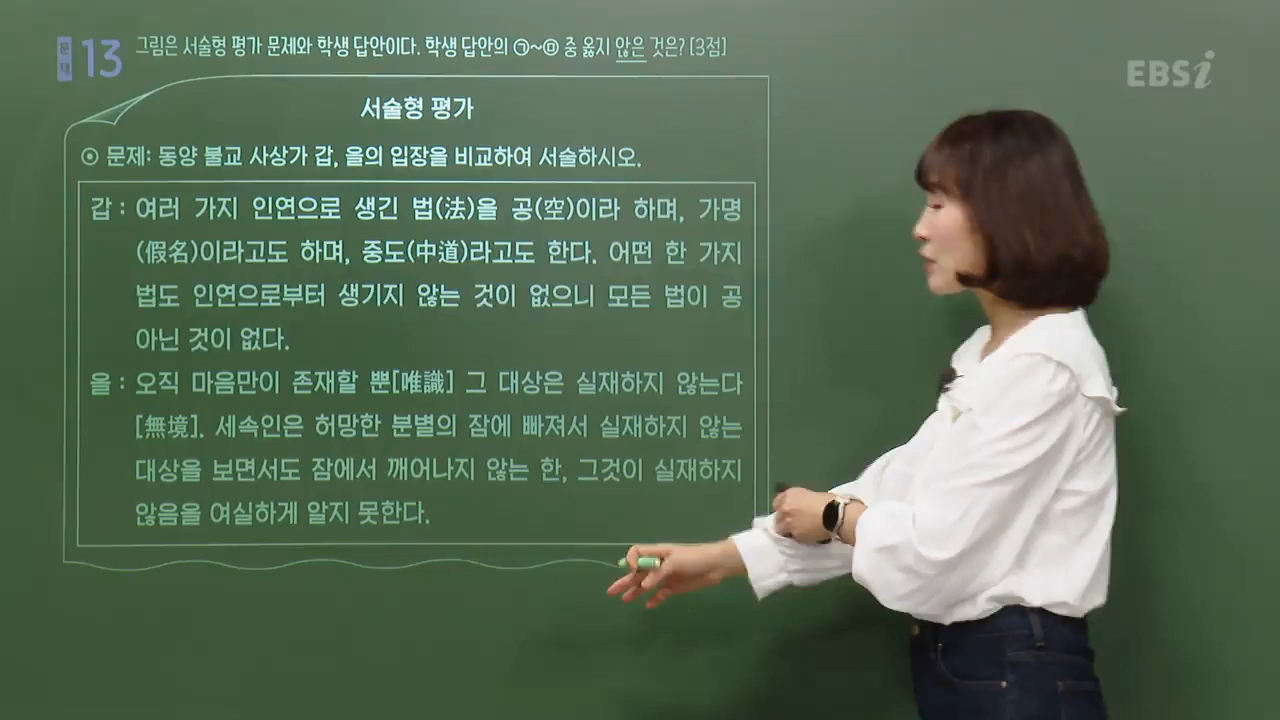 문제 13 그림은 서술형 평가 문제와 학생 답안이다. 학생 답안의 ㉠~㉤ 중 옳지 않은 것은? [3점]
EBSi
서술형 평가
⊙ 문제: 동양 불교 사상가 갑, 을의 입장을 비교하여 서술하시오.
갑 : 여러 가지 인연으로 생긴 법(法)을 공(空)이라 하며, 가명
(假名)이라고도 하며, 중도(中道)라고도 한다. 어떤 한 가지
법도 인연으로부터 생기지 않는 것이 없으니 모든 법이 공
아닌 것이 없다.
을 : 오직 마음만이 존재할 뿐[唯識] 그 대상은 실재하지 않는다
[無境]. 세속인은 허망한 분별의 잠에 빠져서 실재하지 않는
대상을 보면서도 잠에서 깨어나지 않는 한, 그것이 실재하지
않음을 여실하게 알지 못한다.